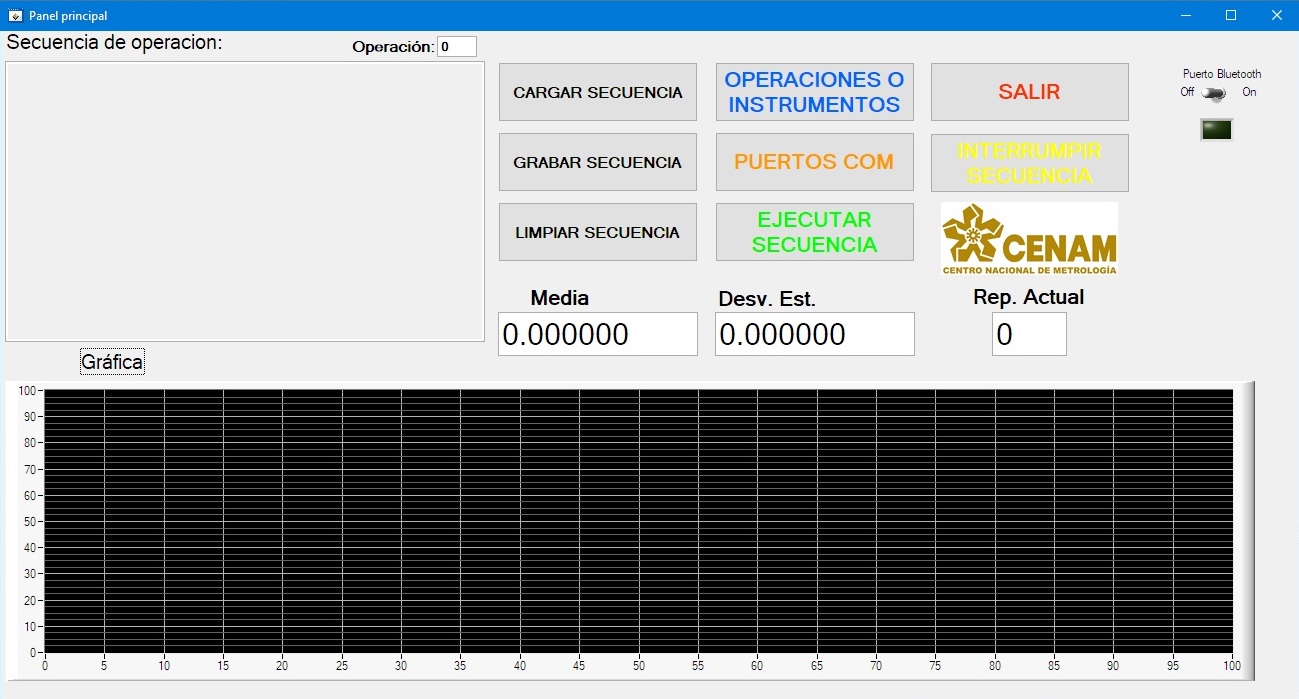 Panel principal
Secuencia de operacion:
Operación: 0
CARGAR SECUENCIA
OPERACIONES O
INSTRUMENTOS
SALIR
Puerto Bluetooth
Off On
GRABAR SECUENCIA
PUERTOS COM
INTERRUMPIR
SECUENCIA
LIMPIAR SECUENCIA
EJECUTAR
SECUENCIA
CENAM
CENTRO NACIONAL DE METROLOGÍA
Media
Desv. Est.
Rep. Actual
0.000000
0.000000
0
Gráfica
100
90
80
70
60
50
40
30
20
10
0
0 5 10 15 20 25 30 35 40 45 50 55 60 65 70 75 80 85 90 95 100